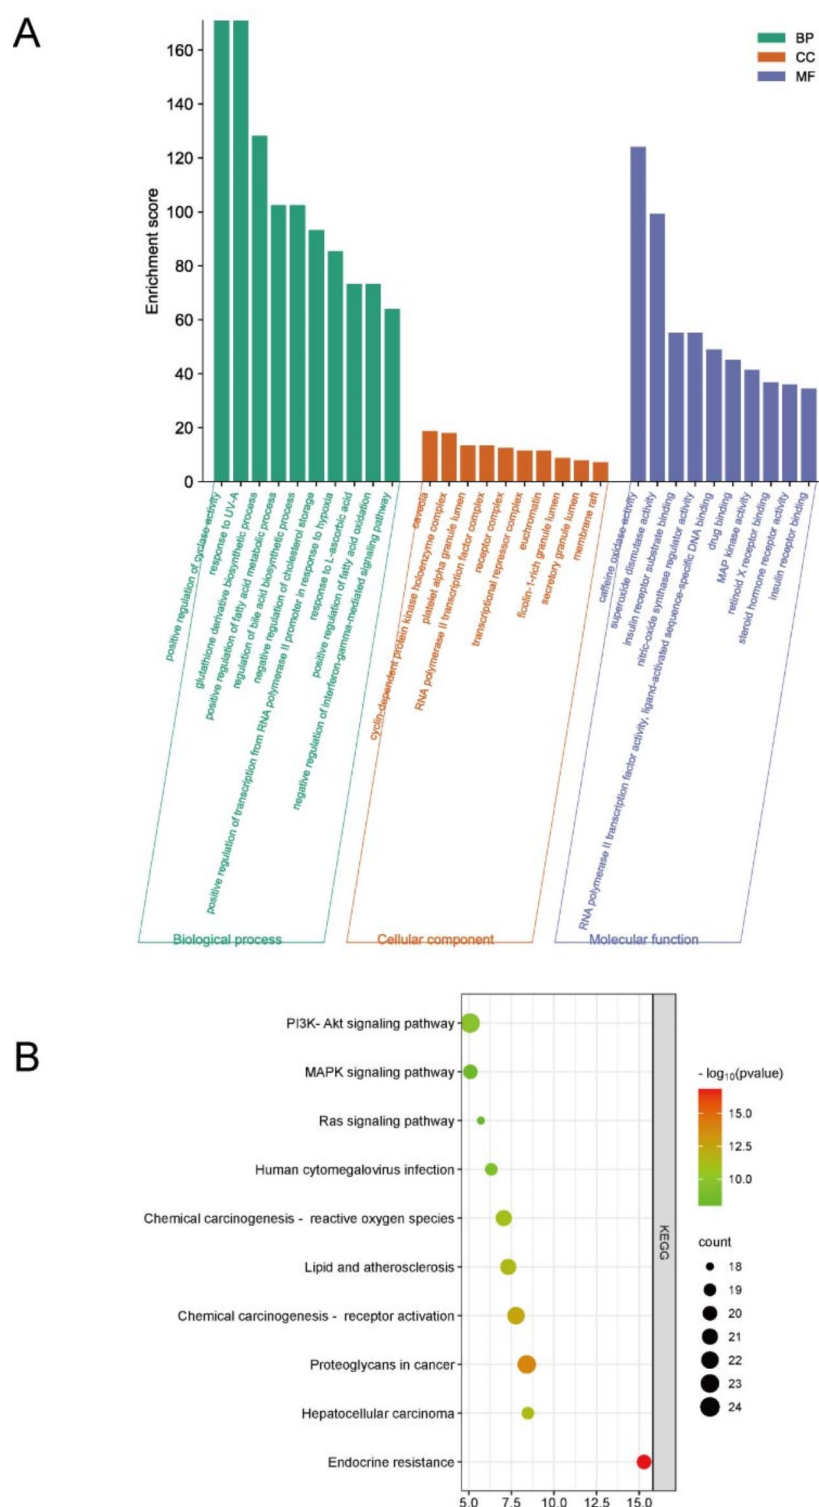 A
Enrichment score
160
140
120
100
80
60
40
20
0
BP
CC
MF
positive regulation of cyclase activity
response to UV-A
glutathione derivative biosynthetic process
positive regulation of fatty acid metabolic process
regulation of bile acid biosynthetic process
negative regulation of cholesterol storage
positive regulation of transcription from RNA polymerase II promoter in response to hypoxia
response to L-ascorbic acid
positive regulation of fatty acid oxidation
negative regulation of interferon-gamma-mediated signaling pathway
caveola
cyclin-dependent protein kinase holoenzyme complex
platelet alpha granule lumen
RNA polymerase II transcription factor complex
receptor complex
transcriptional repressor complex
euchromatin
ficolin-1-rich granule lumen
secretory granule lumen
membrane raft
caffeine oxidase activity
superoxide dismutase activity
insulin receptor substrate binding
nitric-oxide synthase regulator activity
RNA polymerase II transcription factor activity, ligand-activated sequence-specific DNA binding
drug binding
MAP kinase activity
retinoid X receptor binding
steroid hormone receptor activity
insulin receptor binding
Biological process
Cellular component
Molecular function
B
PI3K- Akt signaling pathway
MAPK signaling pathway
Ras signaling pathway
Human cytomegalovirus infection
Chemical carcinogenesis - reactive oxygen species
Lipid and atherosclerosis
Chemical carcinogenesis - receptor activation
Proteoglycans in cancer
Hepatocellular carcinoma
Endocrine resistance
5.0
7.5
10.0
12.5
15.0
KEGG
- log10(pvalue)
15.0
12.5
10.0
count
18
19
20
21
22
23
24